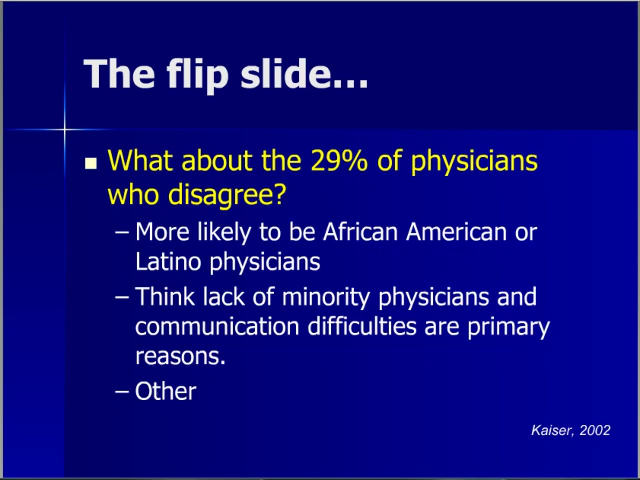 The flip slide...
What about the 29% of physicians
who disagree?
– More likely to be African American or
Latino physicians
– Think lack of minority physicians and
communication difficulties are primary
reasons.
– Other
Kaiser, 2002